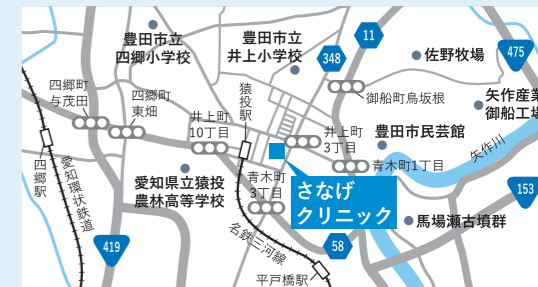 豊田市立
四郷小学校
豊田市立
井上小学校
11
348
佐野牧場
475
四郷町
与茂田
四郷町
東畑
猿投駅
御船町鳥坂根
矢作産業
御船工場
井上町
10丁目
井上町
3丁目
豊田市民芸館
矢作川
四郷駅
愛知環状鉄道
愛知県立猿投
農林高等学校
青木町
3丁目
青木町1丁目
さなげ
クリニック
153
馬場瀬古墳群
419
名鉄三河線
58
平戸橋駅